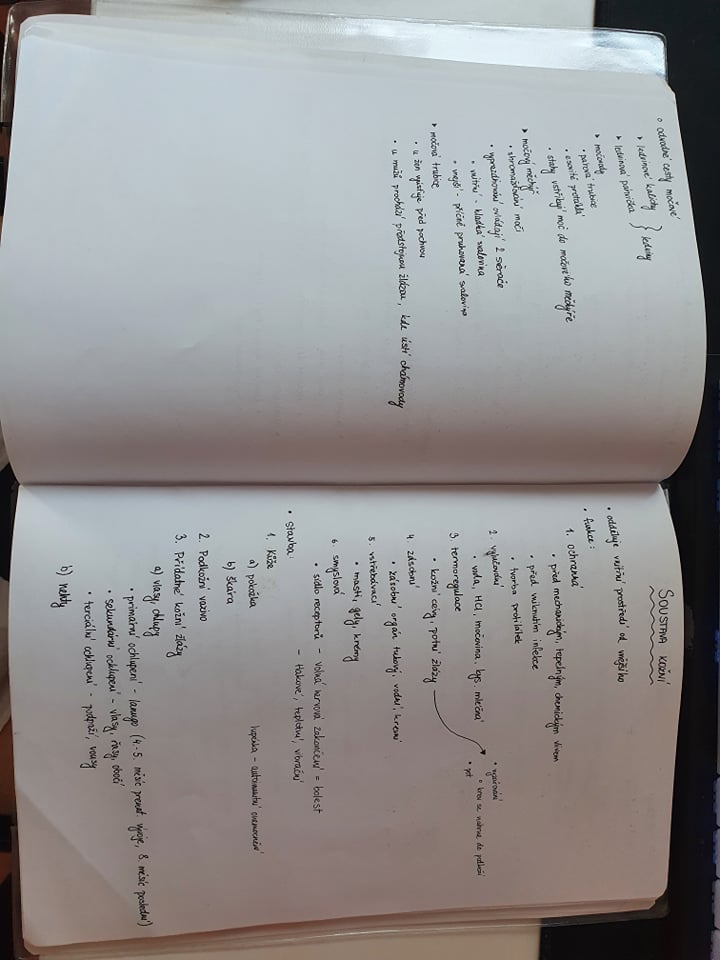 odvodné cesty močové
ledvinové kalichy
ledvinová pánvička
ledviny
močovody
párová trubice
esovitě protáhlá
stahy vstřikují moč do močového měchýře
močový měchýř
shromažďování moči
vyprazdňování ovládají 2 svěrače
vnitřní - hladká svalovina
vnější - příčně pruhovaná svalovina
močová trubice
u žen vyúsťuje před pochvou
u mužů prochází předstojnou žlázou, kde ústí chámovody
SOUSTAVA KOŽNÍ
odděluje vnitřní prostředí od vnějšího
funkce:
1. ochranná
před mechanickým, tepelným, chemickým vlivem
před vniknutím infekce
tvorba protilátek
2. vylučování
voda, HCl, močovina, kys. mléčná
3. termoregulace
kožní cévy, potní žlázy
vyzařování
krev se nahrne do
pot
4. zásobní
zásobní orgán tukový, vodní, krevní
5. vstřebávací
masti, gely, krémy
6. smyslová
sídlo receptorů - volná nervová zakončení = bolest
- tlakové, teplotní, vibrační
stavba:
1. Kůže
a) pokožka
lupénka - autoimunitní onemocnění
b) škára
2. Podkožní vazivo
3. Přídatné kožní žlázy
a) vlasy, chlupy
primární ochlupení - lanugo (4.-5. měsíc prenat. vývoje, 8. měsíc poslední)
sekundární ochlupení - vlasy, řasy, obočí
terciální ochlupení - podpaží, vousy
b) nehty